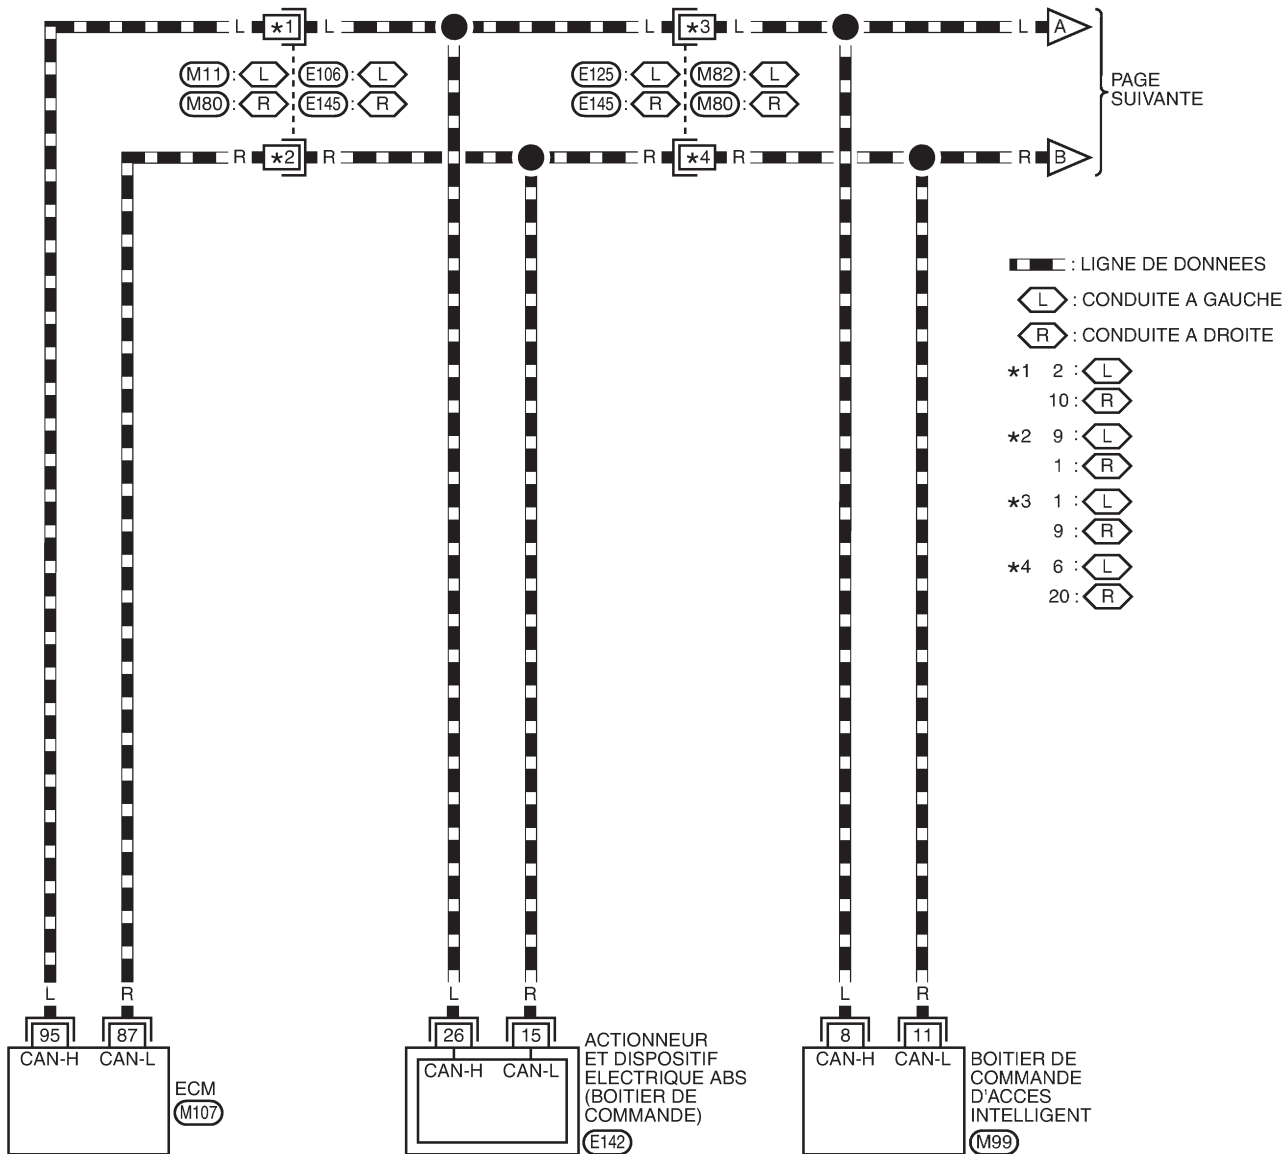 L *1 L L *3 L L A
M11 : L E106 : L E125 : L M82 : L
M80 : R E145 : R E145 : R M80 : R
PAGE
SUIVANTE
R *2 R R *4 R R B
: LIGNE DE DONNEES
L : CONDUITE A GAUCHE
R : CONDUITE A DROITE
*1 2 : L
10 : R
*2 9 : L
1 : R
*3 1 : L
9 : R
*4 6 : L
20 : R
L R L R L R
95 87 26 15 8 11
CAN-H CAN-L
ECM
M107
CAN-H CAN-L
ACTIONNEUR
ET DISPOSITIF
ELECTRIQUE ABS
(BOITIER DE
COMMANDE)
E142
CAN-H CAN-L
BOITIER DE
COMMANDE
D'ACCES
INTELLIGENT
M99